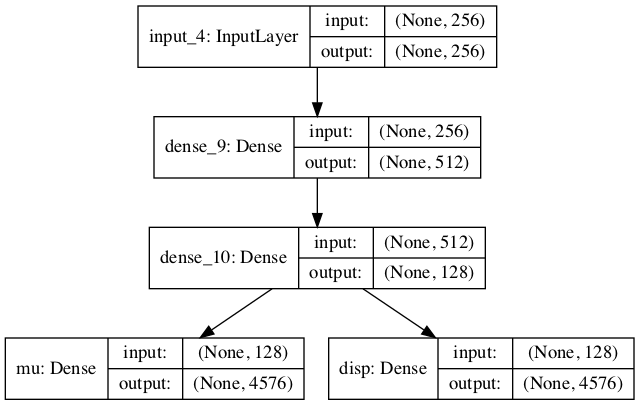 input_4: InputLayer
input: (None, 256)
output: (None, 256)
dense_9: Dense
input: (None, 256)
output: (None, 512)
dense_10: Dense
input: (None, 512)
output: (None, 128)
mu: Dense
input: (None, 128)
output: (None, 4576)
disp: Dense
input: (None, 128)
output: (None, 4576)